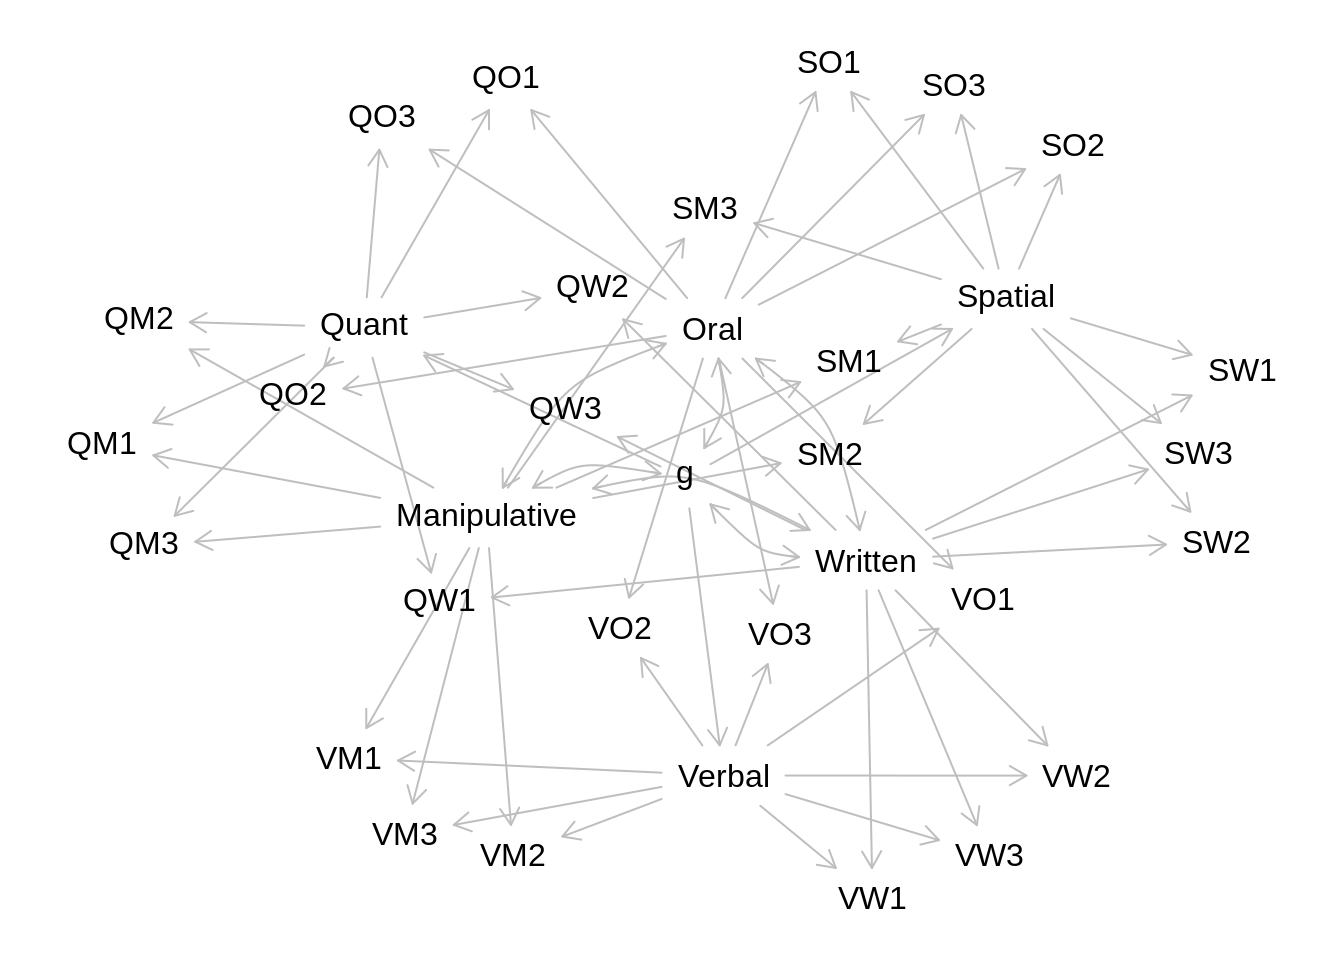 SO1
QO1
SO3
QO3
SO2
SM3
QW2
Spatial
QM2
Quant
Oral
SM1
SW1
QO2
QW3
QM1
SM2
SW3
g
Manipulative
QM3
SW2
Written
QW1
VO1
VO2
VO3
VM1
Verbal
VW2
VM3
VM2
VW3
VW1